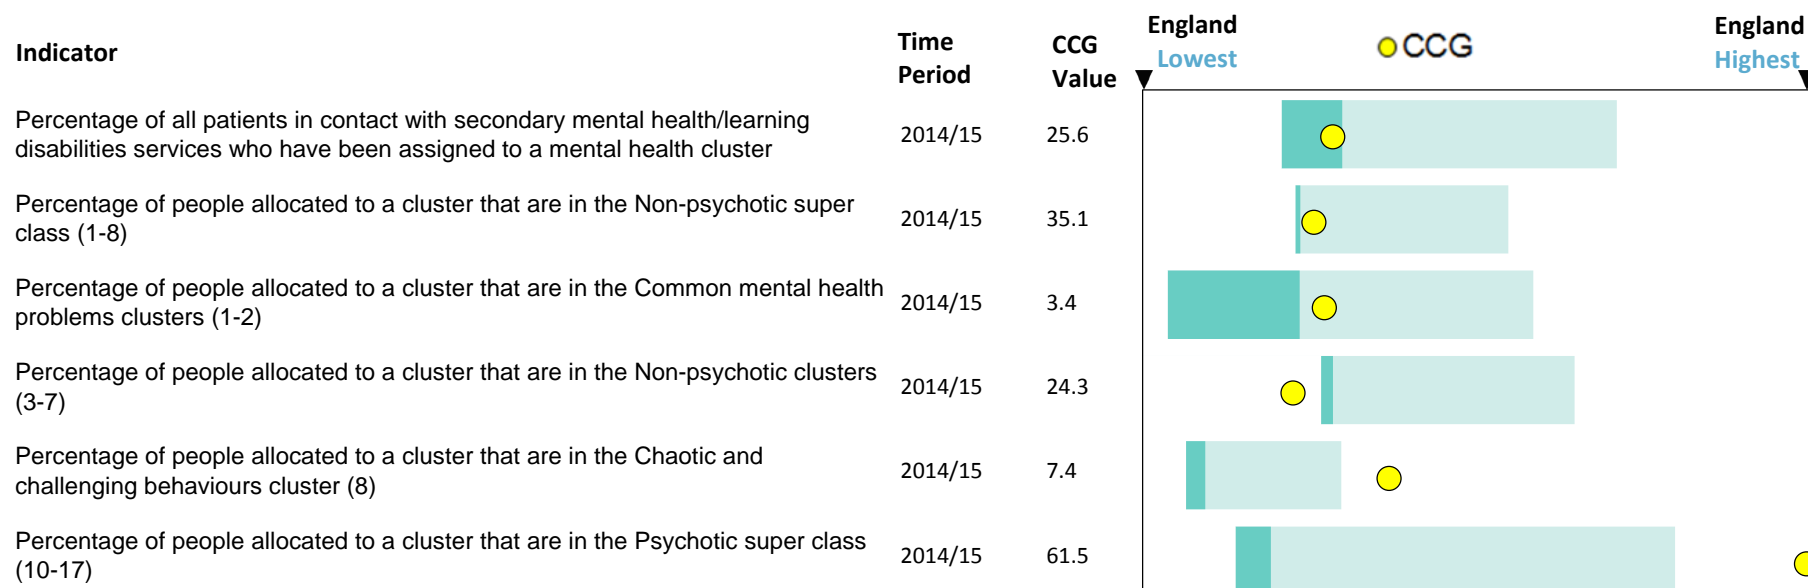 Indicator
Time
Period
CCG
Value
England
Lowest
CCG
England
Highest
Percentage of all patients in contact with secondary mental health/learning
disabilities services who have been assigned to a mental health cluster
2014/15
25.6
Percentage of people allocated to a cluster that are in the Non-psychotic super
class (1-8)
2014/15
35.1
Percentage of people allocated to a cluster that are in the Common mental health
problems clusters (1-2)
2014/15
3.4
Percentage of people allocated to a cluster that are in the Non-psychotic clusters
(3-7)
2014/15
24.3
Percentage of people allocated to a cluster that are in the Chaotic and
challenging behaviours cluster (8)
2014/15
7.4
Percentage of people allocated to a cluster that are in the Psychotic super class
(10-17)
2014/15
61.5